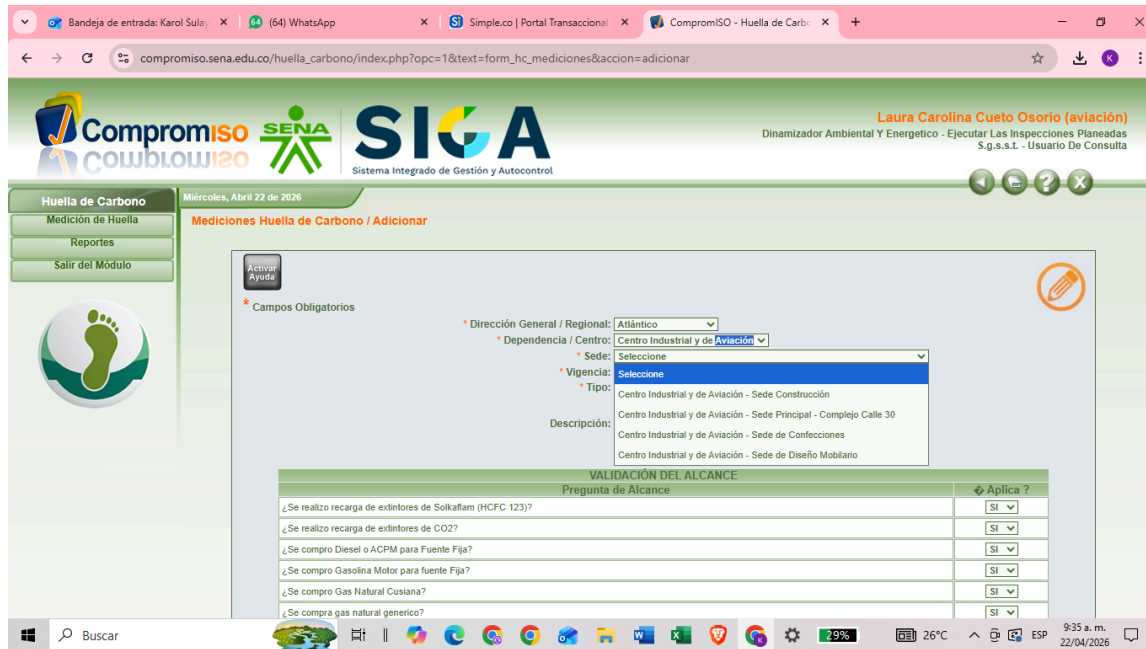 Bandeja de entrada: Karol Sulay
(64) WhatsApp
Simple.co | Portal Transaccional
CompromISO - Huella de Carbo
compromiso.sena.edu.co/huella_carbono/index.php?opc=1&text=form_hc_mediciones&accion=adicionar
K
Compromiso
SENA
SIGA
Sistema Integrado de Gestión y Autocontrol
Laura Carolina Cueto Osorio (aviación)
Dinamizador Ambiental Y Energetico - Ejecutar Las Inspecciones Planeadas
S.g.s.s.t. - Usuario De Consulta
Huella de Carbono
Medición de Huella
Reportes
Salir del Módulo
Miércoles, Abril 22 de 2026
Mediciones Huella de Carbono / Adicionar
Activar
Ayuda
* Campos Obligatorios
* Dirección General / Regional: Atlántico
* Dependencia / Centro: Centro Industrial y de Aviación
* Sede: Seleccione
* Vigencia:
* Tipo:
Descripción:
Seleccione
Centro Industrial y de Aviación - Sede Construcción
Centro Industrial y de Aviación - Sede Principal - Complejo Calle 30
Centro Industrial y de Aviación - Sede de Confecciones
Centro Industrial y de Aviación - Sede de Diseño Mobilario
VALIDACIÓN DEL ALCANCE
Pregunta de Alcance � Aplica ?
¿Se realizo recarga de extintores de Solkaflam (HCFC 123)? SI
¿Se realizo recarga de extintores de CO2? SI
¿Se compro Diesel o ACPM para Fuente Fija? SI
¿Se compro Gasolina Motor para fuente Fija? SI
¿Se compro Gas Natural Cusiana? SI
¿Se compra gas natural generico? SI
Buscar
29%
26°C
ESP
9:35 a. m.
22/04/2026